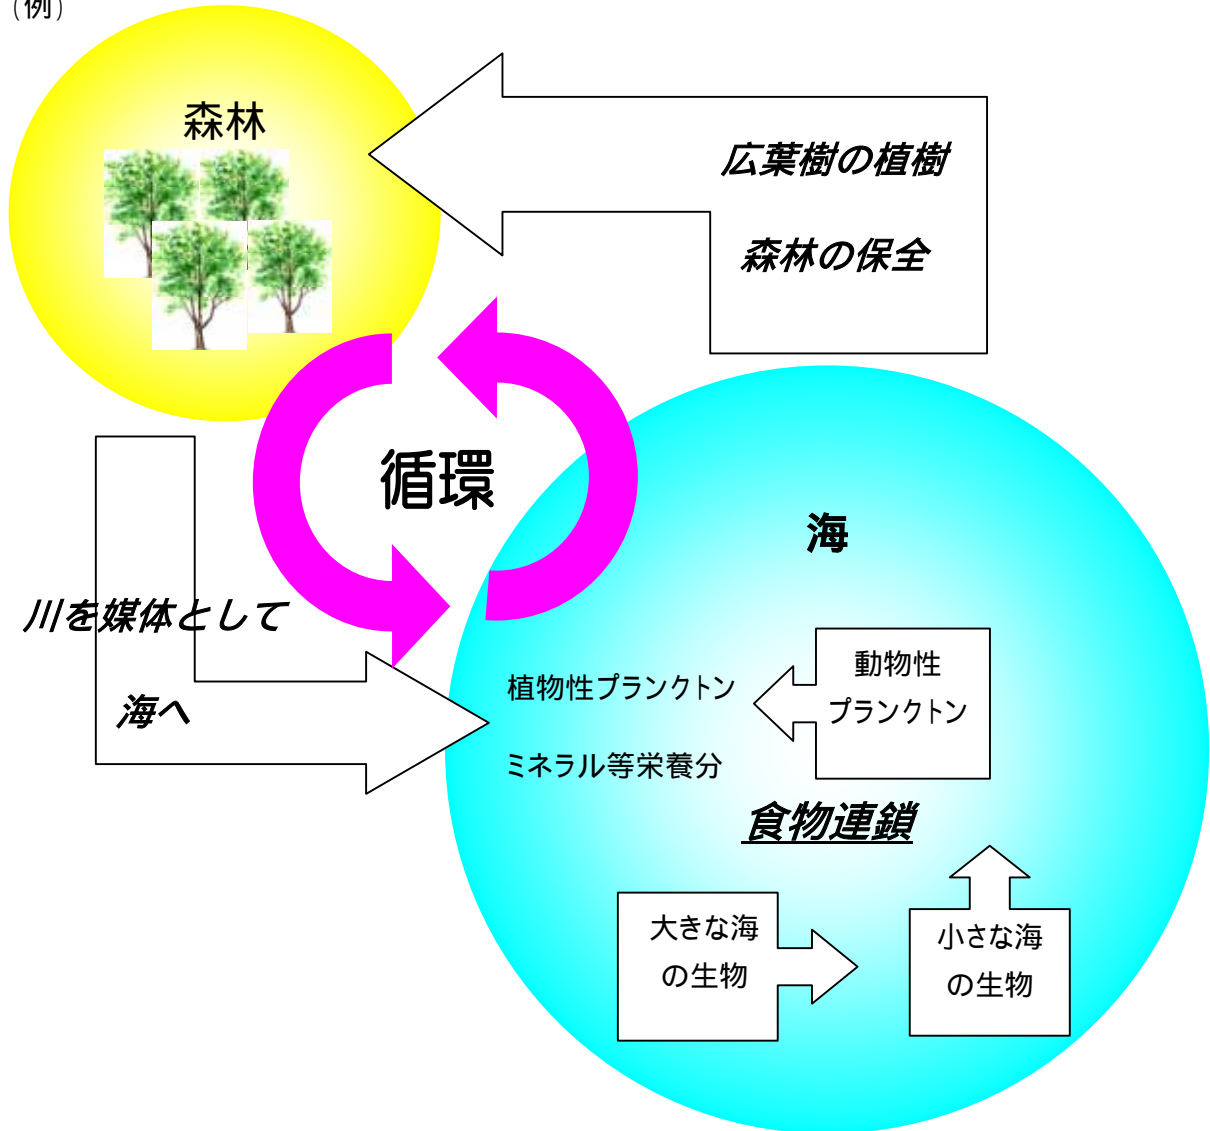 （例）
森林
広葉樹の植樹
森林の保全
循環
海
川を媒体として
海へ
植物性プランクトン
ミネラル等栄養分
動物性
プランクトン
食物連鎖
大きな海
の生物
小さな海
の生物